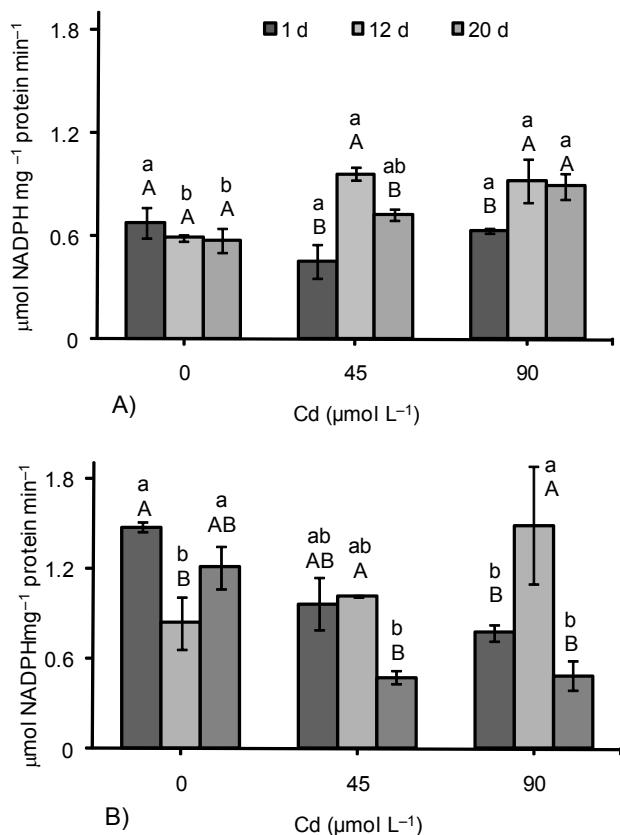 1.8
1 d 12 d 20 d
1.2
0.6
0
µmol NADPH mg ⁻¹ protein min⁻¹
a
A
b
A
b
A
a
B
a
A
ab
B
a
B
a
A
a
A
0 45 90
A)
Cd (µmol L⁻¹)
1.8
1.2
0.6
0
µmol NADPHmg⁻¹ protein min⁻¹
a
A
b
B
a
AB
ab
AB
ab
A
b
B
b
B
a
A
b
B
0 45 90
B)
Cd (µmol L⁻¹)